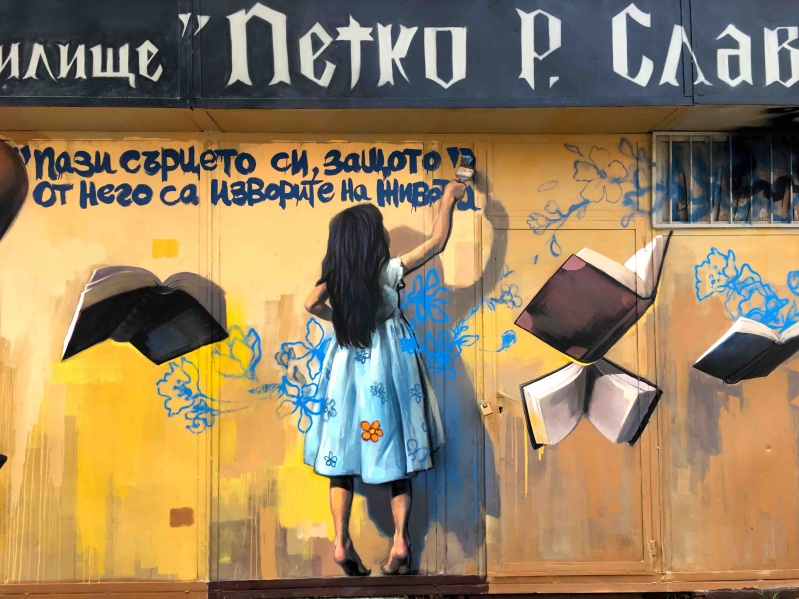 илище "Петко Р. Слав
"Пази сърцето си, защото
от него са изворите на живота"